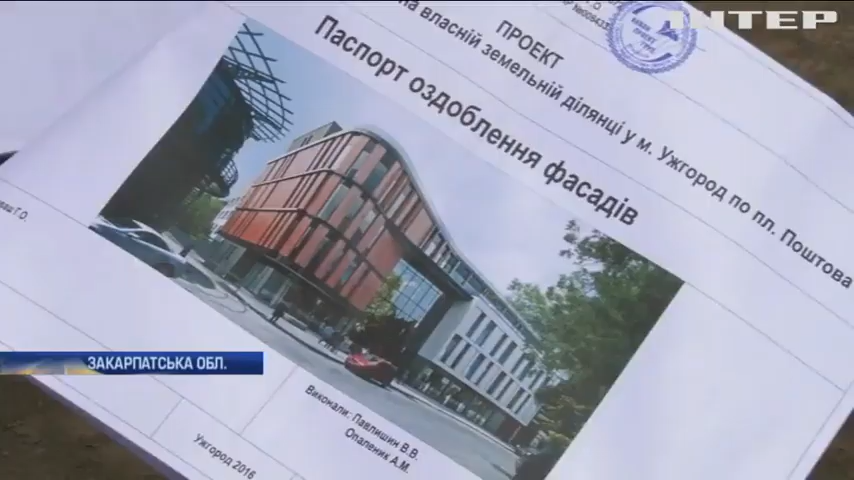 ІНТЕР
ПРОЕКТ
на власній земельній ділянці у м. Ужгород по пл. Поштова
Паспорт оздоблення фасадів
ЗАКАРПАТСЬКА ОБЛ.
Виконали: Павлишин В.В.
Опаленик А.М.
Ужгород 2016